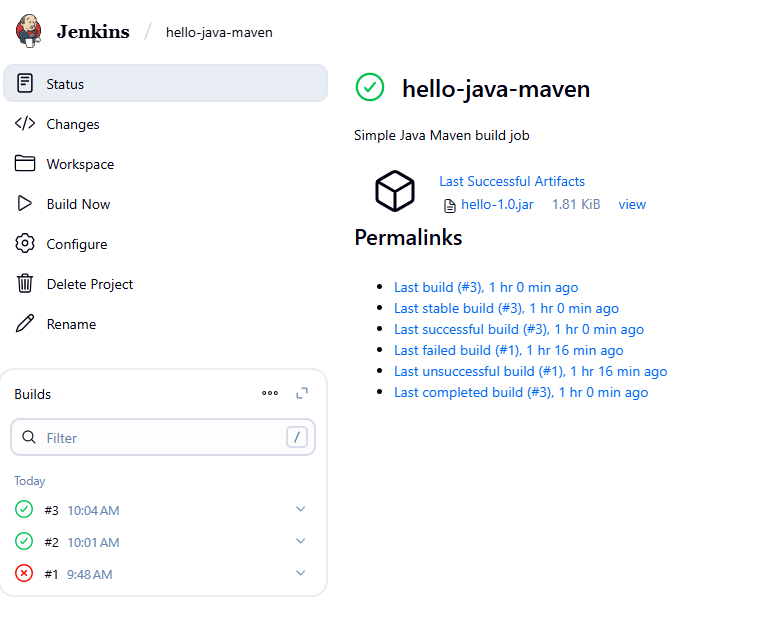 Jenkins / hello-java-maven
Status
Changes
Workspace
Build Now
Configure
Delete Project
Rename
Builds
Filter /
Today
#3 10:04 AM
#2 10:01 AM
#1 9:48 AM
hello-java-maven
Simple Java Maven build job
Last Successful Artifacts
hello-1.0.jar 1.81 KiB view
Permalinks
Last build (#3), 1 hr 0 min ago
Last stable build (#3), 1 hr 0 min ago
Last successful build (#3), 1 hr 0 min ago
Last failed build (#1), 1 hr 16 min ago
Last unsuccessful build (#1), 1 hr 16 min ago
Last completed build (#3), 1 hr 0 min ago